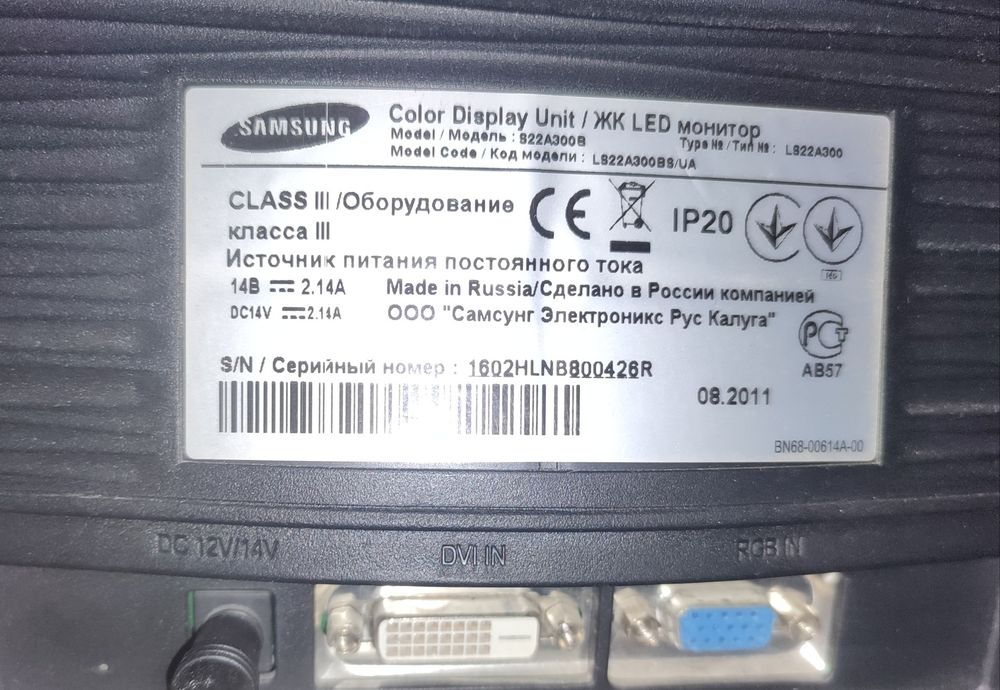 SAMSUNG
Color Display Unit / ЖК LED монитор
Model / Модель : S22A300B
Type № / Тип № : LS22A300
Model Code / Код модели : LS22A300BS/UA
CLASS III /Оборудование
класса III
CE
IP20
Источник питания постоянного тока
14В 2.14A
Made in Russia/Сделано в России компанией
DC14V 2.14A
ООО "Самсунг Электроникс Рус Калуга"
РСТ
АВ57
S/N / Серийный номер : 1602HLNB800426R
08.2011
BN68-00614A-00
DC 12V/14V
DVI IN
RGB IN